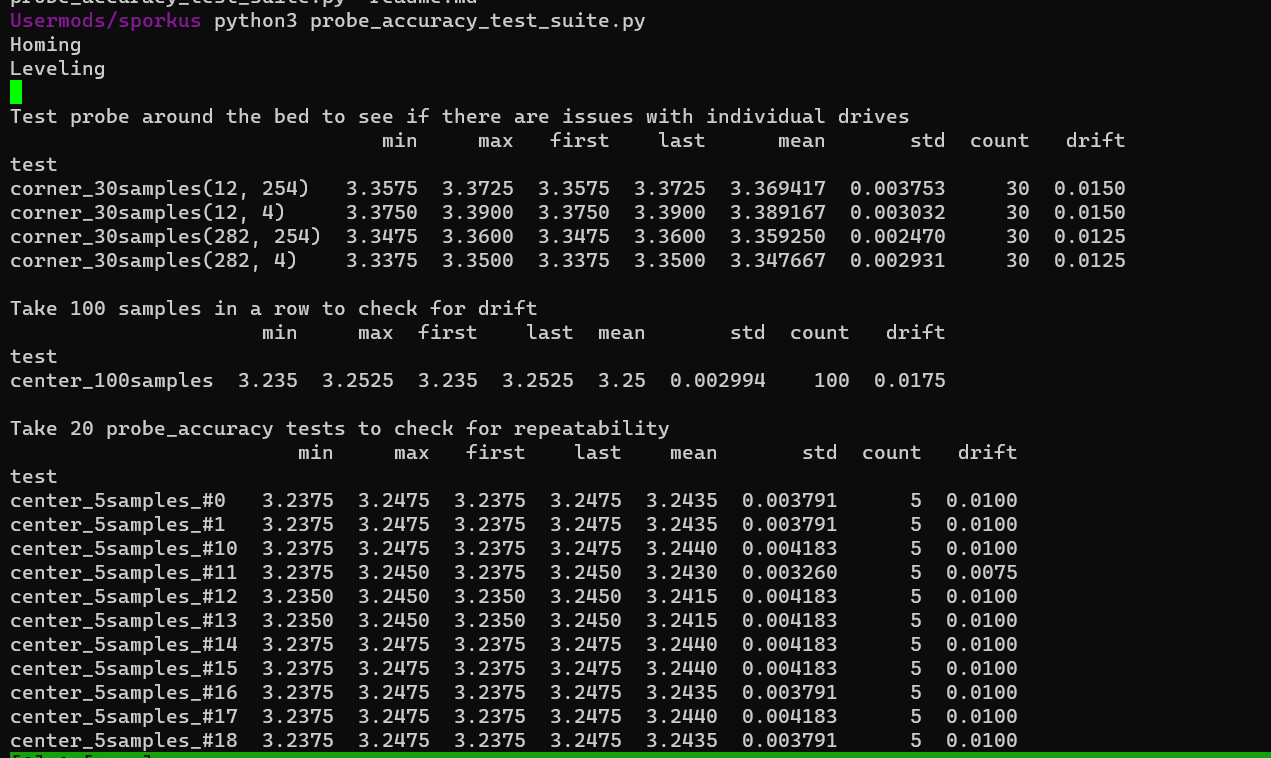 probe_accuracy_test_suite.py readme.md
Usermods/sporkus python3 probe_accuracy_test_suite.py
Homing
Leveling
Test probe around the bed to see if there are issues with individual drives
min max first last mean std count drift
test
corner_30samples(12, 254) 3.3575 3.3725 3.3575 3.3725 3.369417 0.003753 30 0.0150
corner_30samples(12, 4) 3.3750 3.3900 3.3750 3.3900 3.389167 0.003032 30 0.0150
corner_30samples(282, 254) 3.3475 3.3600 3.3475 3.3600 3.359250 0.002470 30 0.0125
corner_30samples(282, 4) 3.3375 3.3500 3.3375 3.3500 3.347667 0.002931 30 0.0125
Take 100 samples in a row to check for drift
min max first last mean std count drift
test
center_100samples 3.235 3.2525 3.235 3.2525 3.25 0.002994 100 0.0175
Take 20 probe_accuracy tests to check for repeatability
min max first last mean std count drift
test
center_5samples_#0 3.2375 3.2475 3.2375 3.2475 3.2435 0.003791 5 0.0100
center_5samples_#1 3.2375 3.2475 3.2375 3.2475 3.2435 0.003791 5 0.0100
center_5samples_#10 3.2375 3.2475 3.2375 3.2475 3.2440 0.004183 5 0.0100
center_5samples_#11 3.2375 3.2450 3.2375 3.2450 3.2430 0.003260 5 0.0075
center_5samples_#12 3.2350 3.2450 3.2350 3.2450 3.2415 0.004183 5 0.0100
center_5samples_#13 3.2350 3.2450 3.2350 3.2450 3.2415 0.004183 5 0.0100
center_5samples_#14 3.2375 3.2475 3.2375 3.2475 3.2440 0.004183 5 0.0100
center_5samples_#15 3.2375 3.2475 3.2375 3.2475 3.2440 0.004183 5 0.0100
center_5samples_#16 3.2375 3.2475 3.2375 3.2475 3.2435 0.003791 5 0.0100
center_5samples_#17 3.2375 3.2475 3.2375 3.2475 3.2440 0.004183 5 0.0100
center_5samples_#18 3.2375 3.2475 3.2375 3.2475 3.2435 0.003791 5 0.0100